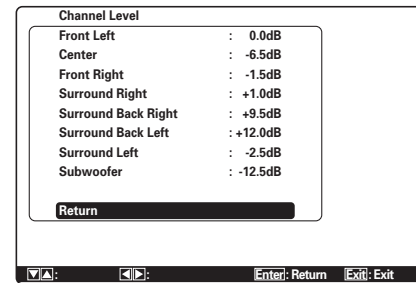 Channel Level
Front Left : 0.0dB
Center : -6.5dB
Front Right : -1.5dB
Surround Right : +1.0dB
Surround Back Right : +9.5dB
Surround Back Left : +12.0dB
Surround Left : -2.5dB
Subwoofer : -12.5dB
Return
▼▲: ◀▶: Enter: Return Exit: Exit